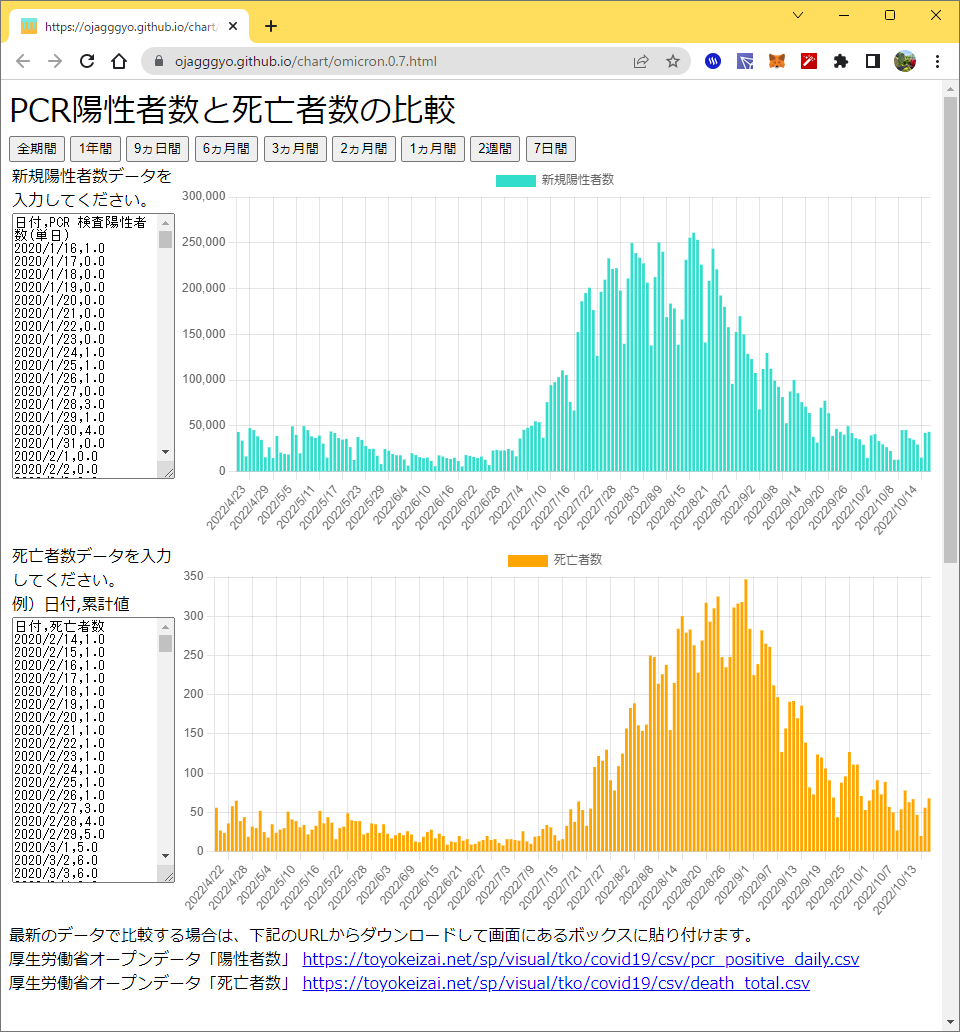 https://ojagggyo.github.io/chart/
ojagggyo.github.io/chart/omicron.0.7.html
PCR陽性者数と死亡者数の比較
全期間 1年間 9ヵ日間 6ヵ月間 3ヵ月間 2ヵ月間 1ヵ月間 2週間 7日間
新規陽性者数データを
入力してください。
日付,PCR 検査陽性者
数(単日)
2020/1/16,1.0
2020/1/17,0.0
2020/1/18,0.0
2020/1/19,0.0
2020/1/20,0.0
2020/1/21,0.0
2020/1/22,0.0
2020/1/23,0.0
2020/1/24,1.0
2020/1/25,1.0
2020/1/26,1.0
2020/1/27,0.0
2020/1/28,3.0
2020/1/29,1.0
2020/1/30,4.0
2020/1/31,0.0
2020/2/1,0.0
2020/2/2,0.0
新規陽性者数
300,000
250,000
200,000
150,000
100,000
50,000
0
2022/4/23 2022/4/29 2022/5/5 2022/5/11 2022/5/17 2022/5/23 2022/5/29 2022/6/4 2022/6/10 2022/6/16 2022/6/22 2022/6/28 2022/7/4 2022/7/10 2022/7/16 2022/7/22 2022/7/28 2022/8/3 2022/8/9 2022/8/15 2022/8/21 2022/8/27 2022/9/2 2022/9/8 2022/9/14 2022/9/20 2022/9/26 2022/10/2 2022/10/8 2022/10/14
死亡者数データを入力
してください。
例）日付,累計値
日付,死亡者数
2020/2/14,1.0
2020/2/15,1.0
2020/2/16,1.0
2020/2/17,1.0
2020/2/18,1.0
2020/2/19,1.0
2020/2/20,1.0
2020/2/21,1.0
2020/2/22,1.0
2020/2/23,1.0
2020/2/24,1.0
2020/2/25,1.0
2020/2/26,1.0
2020/2/27,3.0
2020/2/28,4.0
2020/2/29,5.0
2020/3/1,5.0
2020/3/2,6.0
2020/3/3,6.0
死亡者数
350
300
250
200
150
100
50
0
2022/4/22 2022/4/28 2022/5/4 2022/5/10 2022/5/16 2022/5/22 2022/5/28 2022/6/3 2022/6/9 2022/6/15 2022/6/21 2022/6/27 2022/7/3 2022/7/9 2022/7/15 2022/7/21 2022/7/27 2022/8/2 2022/8/8 2022/8/14 2022/8/20 2022/8/26 2022/9/1 2022/9/7 2022/9/13 2022/9/19 2022/9/25 2022/10/1 2022/10/7 2022/10/13
最新のデータで比較する場合は、下記のURLからダウンロードして画面にあるボックスに貼り付けます。
厚生労働省オープンデータ「陽性者数」 https://toyokeizai.net/sp/visual/tko/covid19/csv/pcr_positive_daily.csv
厚生労働省オープンデータ「死亡者数」 https://toyokeizai.net/sp/visual/tko/covid19/csv/death_total.csv